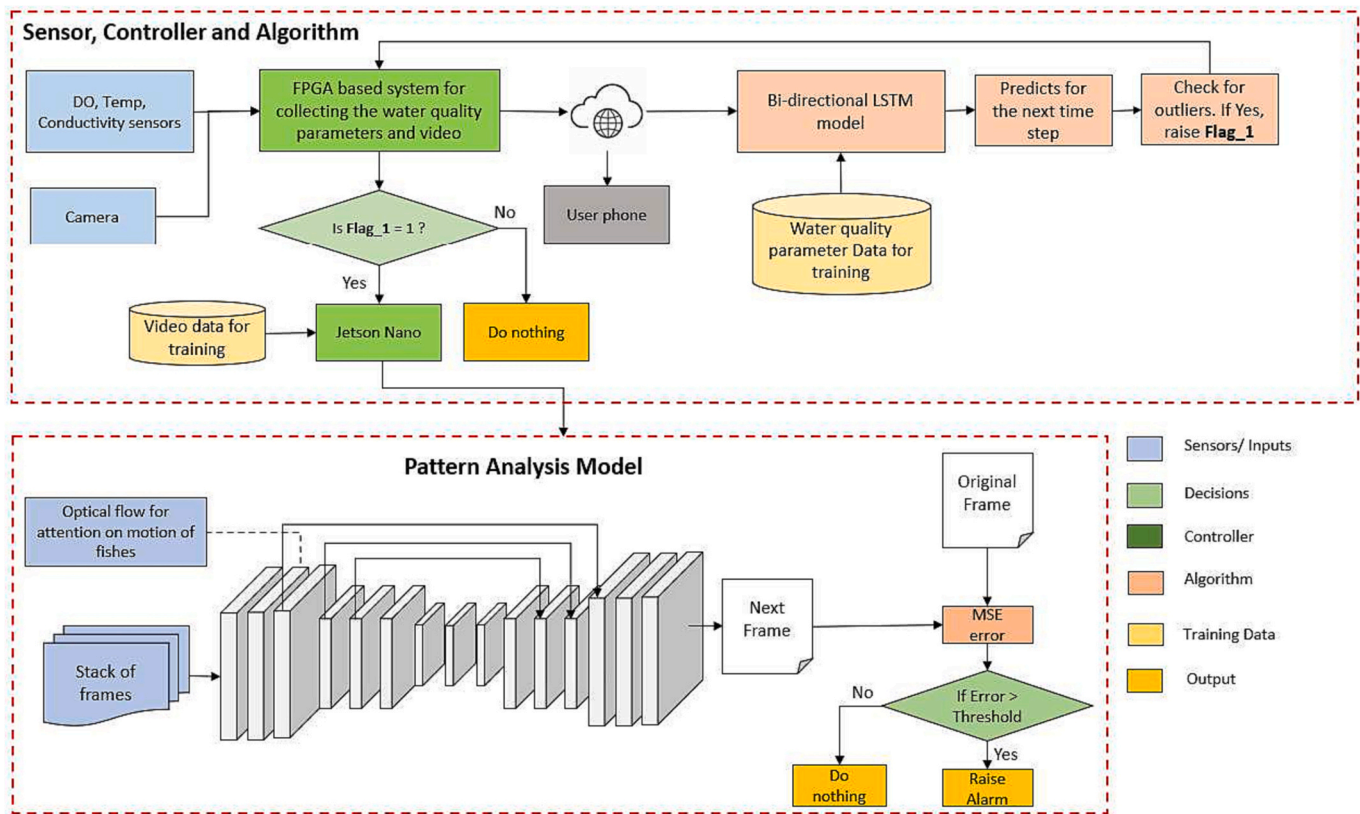 Sensor, Controller and Algorithm
DO, Temp,
Conductivity sensors
Camera
FPGA based system for
collecting the water quality
parameters and video
Is Flag_1 = 1 ?
No
Yes
Video data for
training
Jetson Nano
Do nothing
User phone
Bi-directional LSTM
model
Water quality
parameter Data for
training
Predicts for
the next time
step
Check for
outliers. If Yes,
raise Flag_1
Pattern Analysis Model
Optical flow for
attention on motion of
fishes
Stack of
frames
Next
Frame
Original
Frame
MSE
error
If Error >
Threshold
No
Yes
Do
nothing
Raise
Alarm
Sensors/ Inputs
Decisions
Controller
Algorithm
Training Data
Output